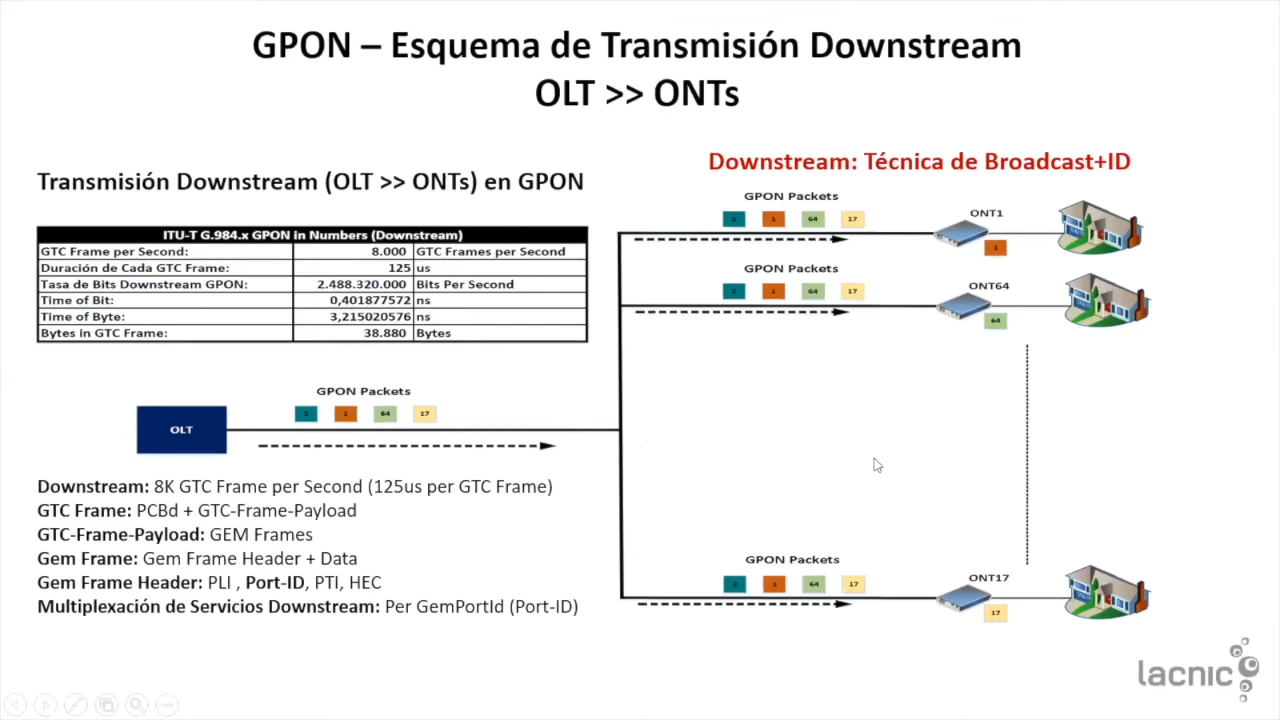 GPON – Esquema de Transmisión Downstream
OLT >> ONTs
Transmisión Downstream (OLT >> ONTs) en GPON
ITU-T G.984.x GPON in Numbers (Downstream)
GTC Frame per Second: 8.000 GTC Frames per Second
Duración de Cada GTC Frame: 125 us
Tasa de Bits Downstream GPON: 2.488.320.000 Bits Per Second
Time of Bit: 0,401877572 ns
Time of Byte: 3,215020576 ns
Bytes in GTC Frame: 38.880 Bytes
GPON Packets
2 1 64 17
OLT
Downstream: 8K GTC Frame per Second (125us per GTC Frame)
GTC Frame: PCBd + GTC-Frame-Payload
GTC-Frame-Payload: GEM Frames
Gem Frame: Gem Frame Header + Data
Gem Frame Header: PLI , Port-ID, PTI, HEC
Multiplexación de Servicios Downstream: Per GemPortId (Port-ID)
Downstream: Técnica de Broadcast+ID
GPON Packets
2 1 64 17
ONT1
1
GPON Packets
2 1 64 17
ONT64
64
GPON Packets
2 1 64 17
ONT17
17
lacnic